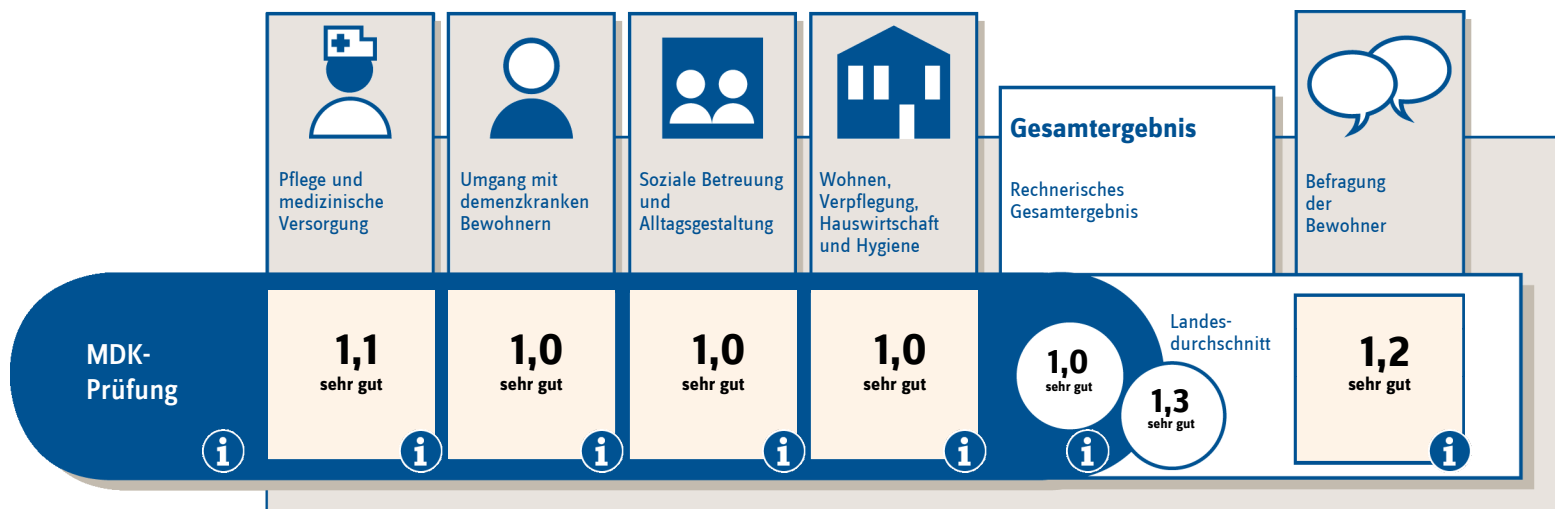 Pflege und
medizinische
Versorgung
Umgang mit
demenzkranken
Bewohnern
Soziale Betreuung
und
Alltagsgestaltung
Wohnen,
Verpflegung,
Hauswirtschaft
und Hygiene
Gesamtergebnis
Rechnerisches
Gesamtergebnis
Befragung
der
Bewohner
MDK-
Prüfung
i
1,1
sehr gut
i
1,0
sehr gut
i
1,0
sehr gut
i
1,0
sehr gut
i
1,0
sehr gut
i
Landes-
durchschnitt
1,3
sehr gut
1,2
sehr gut
i